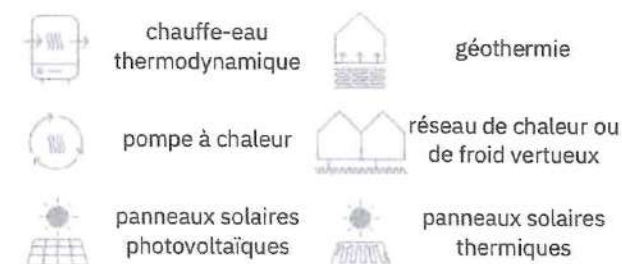 chauffe-eau
thermodynamique
géothermie
pompe à chaleur
réseau de chaleur ou
de froid vertueux
panneaux solaires
photovoltaïques
panneaux solaires
thermiques